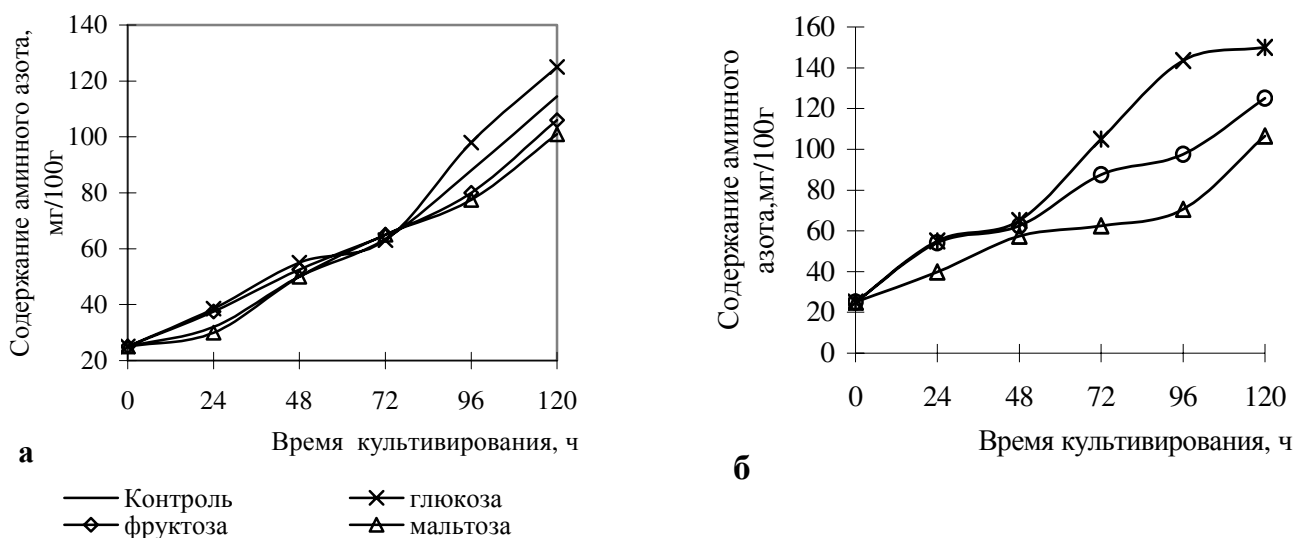 Содержание аминного азота,
мг/100г
140
120
100
80
60
40
20
0 24 48 72 96 120
Время культивирования, ч
а
Содержание аминного
азота,мг/100г
160
140
120
100
80
60
40
20
0
0 24 48 72 96 120
Время культивирования, ч
б
Контроль глюкоза
фруктоза мальтоза